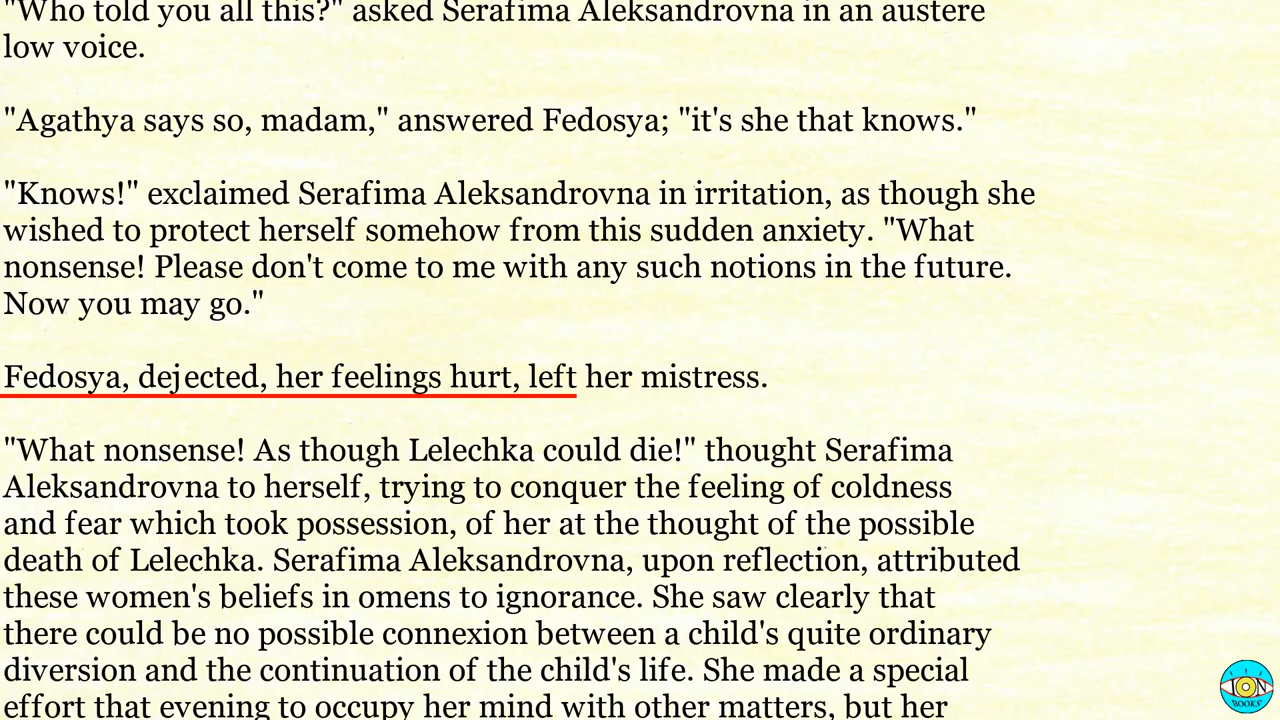 "Who told you all this?" asked Serafima Aleksandrovna in an austere
low voice.
"Agathya says so, madam," answered Fedosya; "it's she that knows."
"Knows!" exclaimed Serafima Aleksandrovna in irritation, as though she
wished to protect herself somehow from this sudden anxiety. "What
nonsense! Please don't come to me with any such notions in the future.
Now you may go."
Fedosya, dejected, her feelings hurt, left her mistress.
"What nonsense! As though Lelechka could die!" thought Serafima
Aleksandrovna to herself, trying to conquer the feeling of coldness
and fear which took possession, of her at the thought of the possible
death of Lelechka. Serafima Aleksandrovna, upon reflection, attributed
these women's beliefs in omens to ignorance. She saw clearly that
there could be no possible connexion between a child's quite ordinary
diversion and the continuation of the child's life. She made a special
effort that evening to occupy her mind with other matters, but her
ION
BOOKS